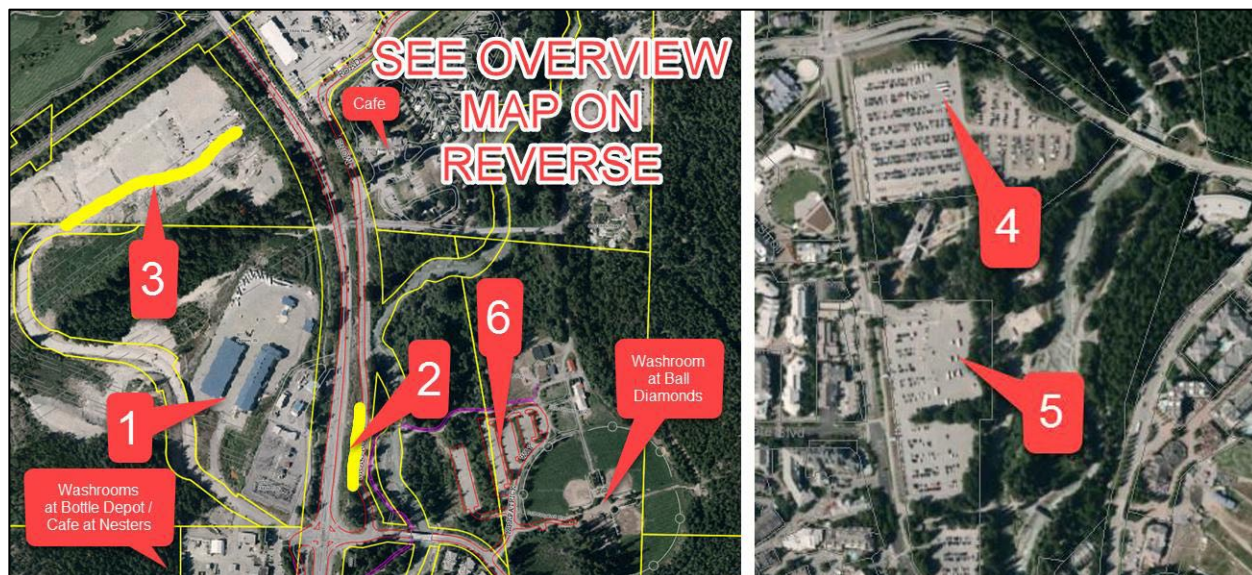 SEE OVERVIEW
MAP ON
REVERSE
Cafe
3
1
2
6
Washroom
at Ball
Diamonds
Washrooms
at Bottle Depot /
Cafe at Nesters
4
5